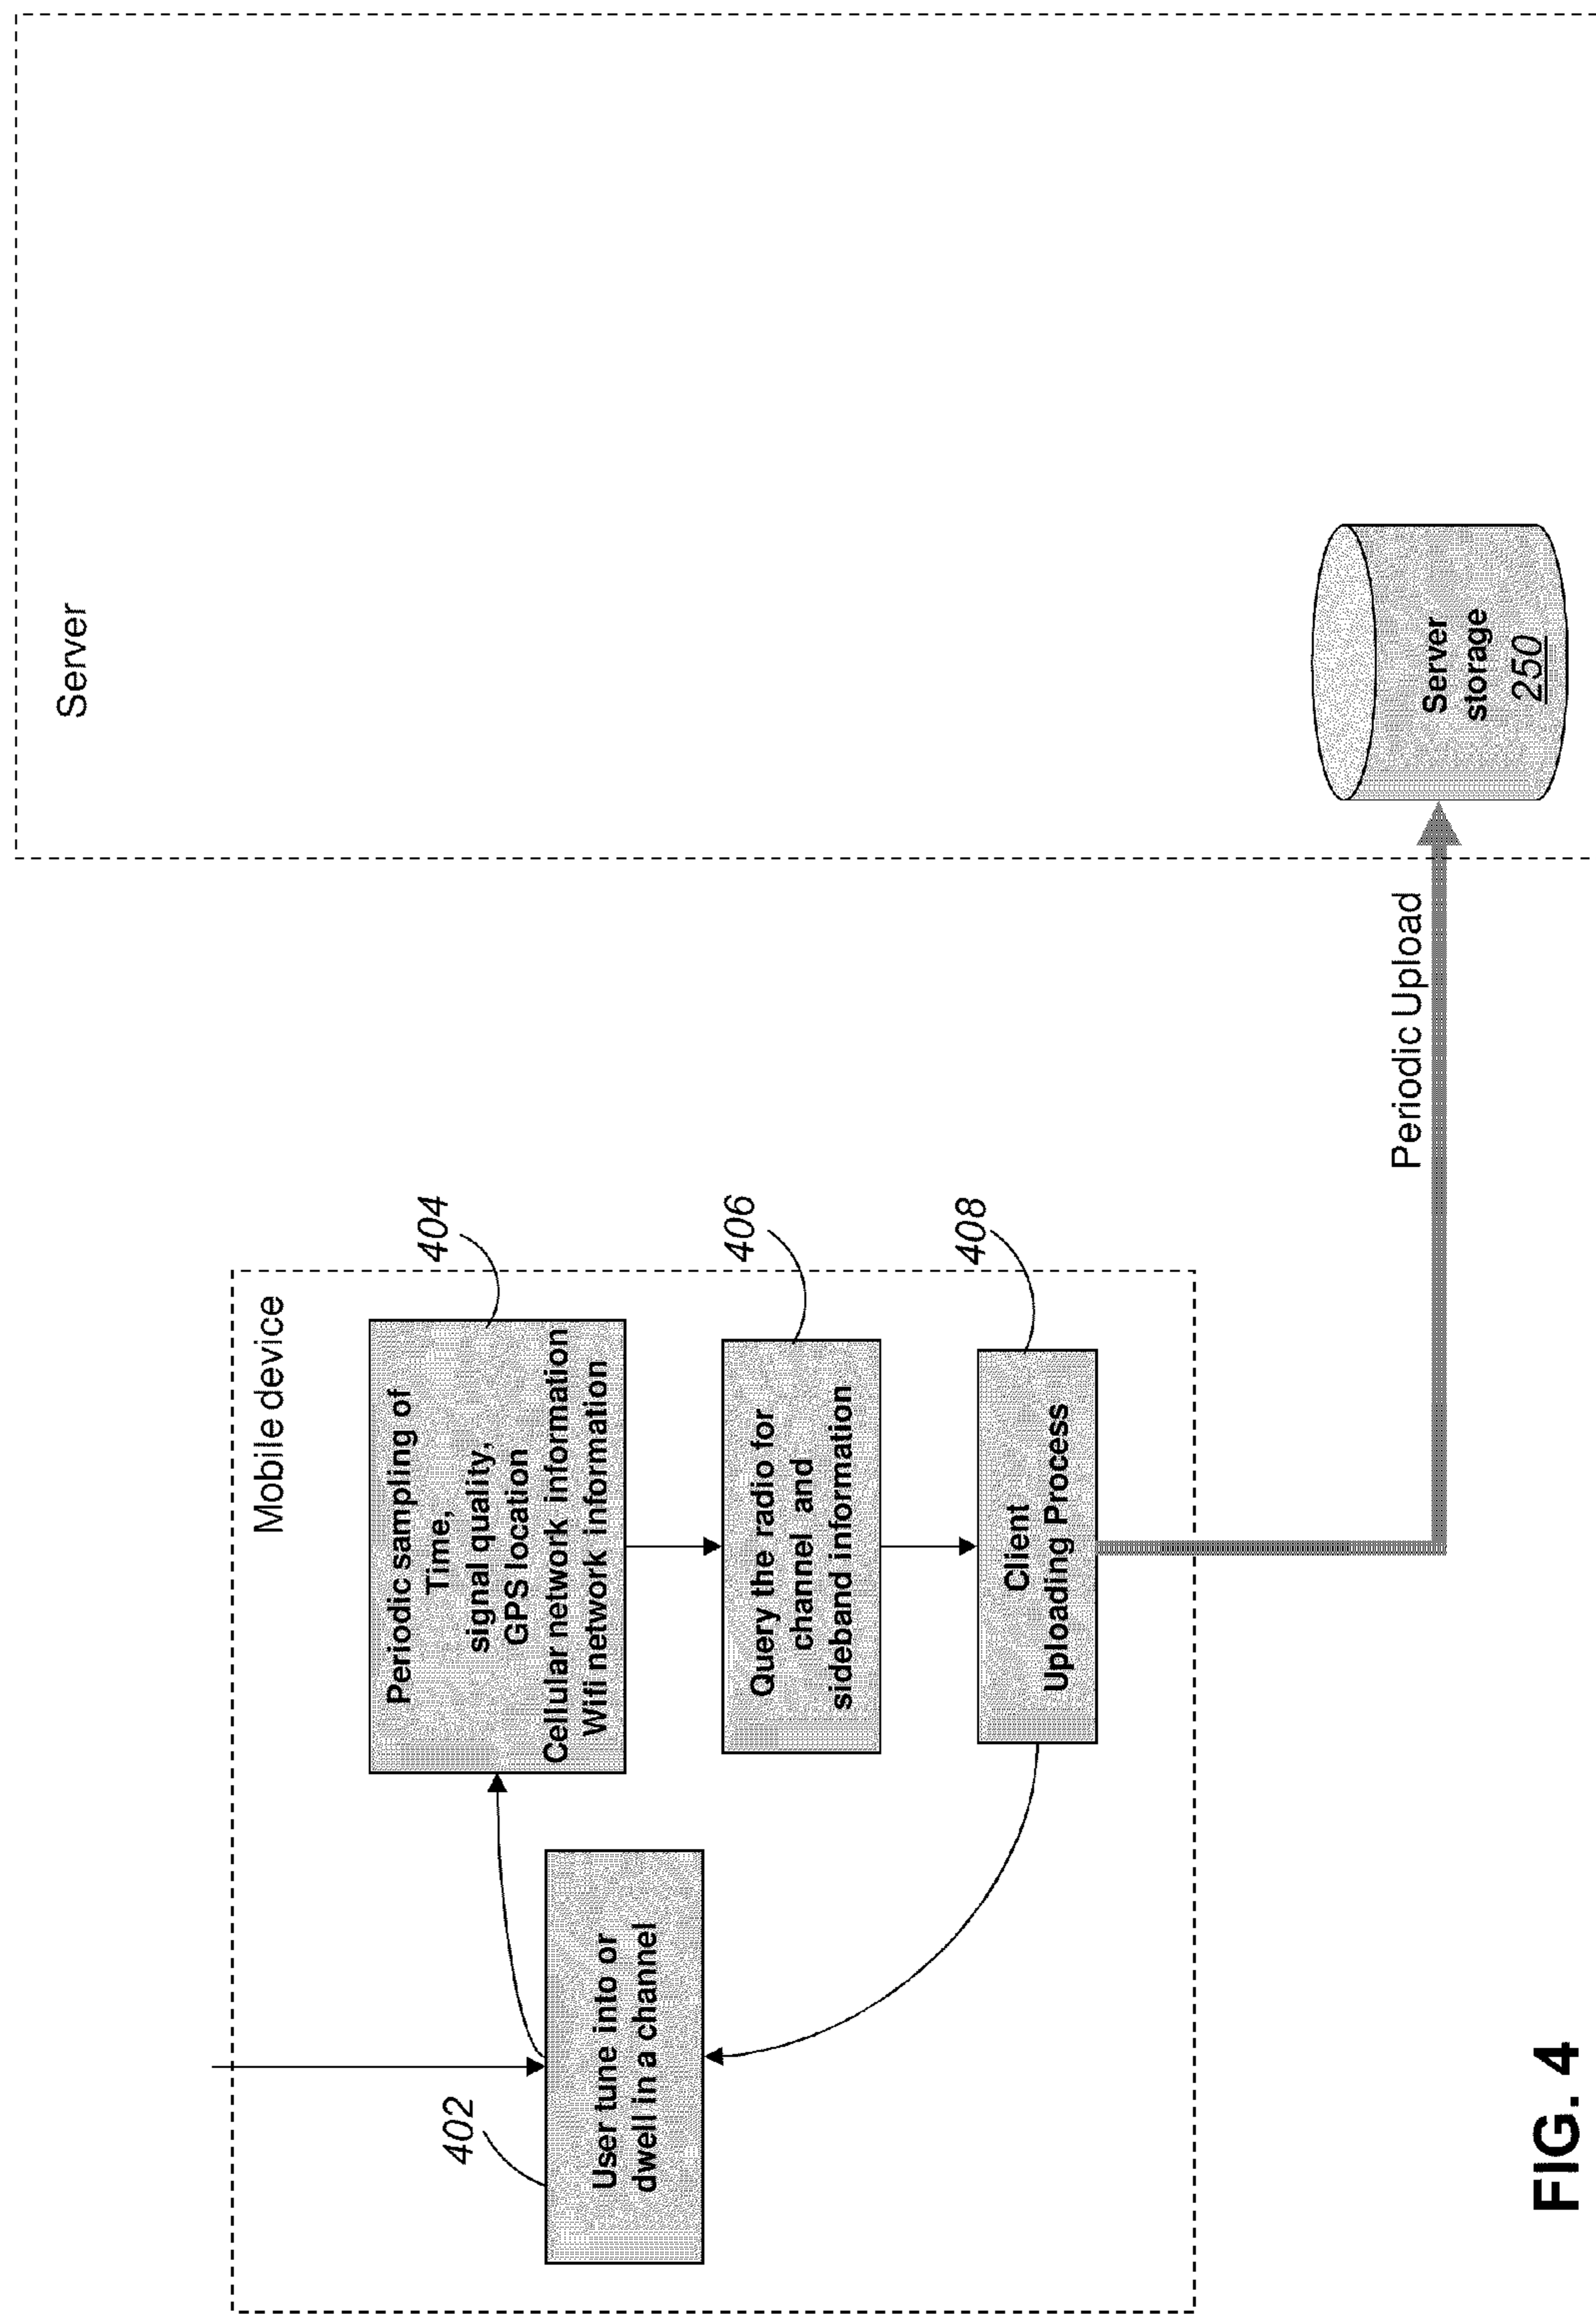 Server
Mobile device
404
Periodic sampling of
Time,
signal quality,
GPS location
Cellular network information
Wifi network information
402
User tune into or
dwell in a channel
406
Query the radio for
channel and
sideband information
408
Client
Uploading Process
Periodic Upload
Server
storage
250
FIG. 4